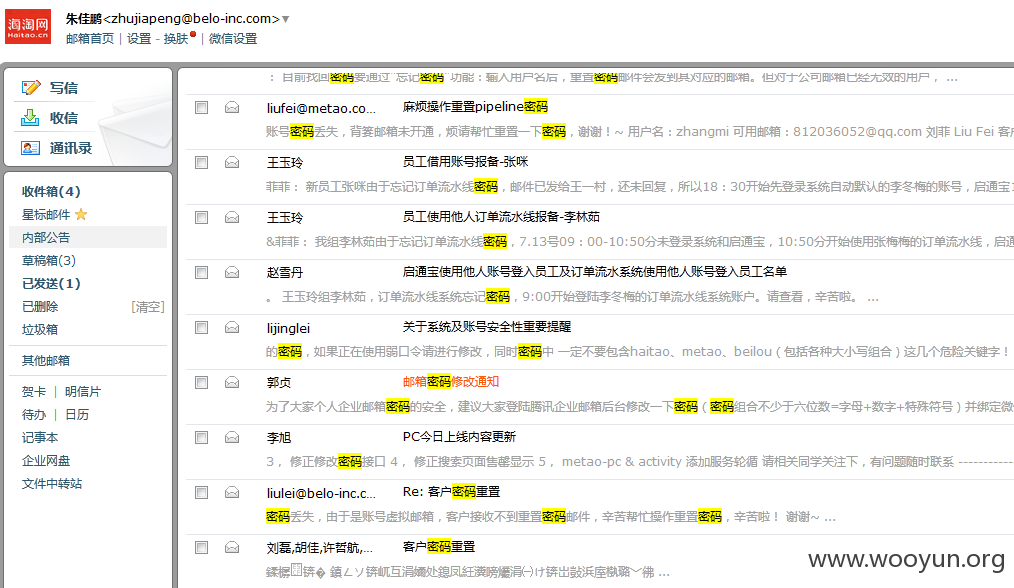 海淘网
Haitao.cn
朱佳鹏<zhujiapeng@belo-inc.com>
邮箱首页 | 设置 - 换肤 | 微信设置
写信
收信
通讯录
收件箱(4)
星标邮件
内部公告
草稿箱(3)
已发送(1)
已删除 [清空]
垃圾箱
其他邮箱
贺卡 | 明信片
待办 | 日历
记事本
企业网盘
文件中转站
：目前找回密码要通过“忘记密码”功能：输入用户名后，重置密码邮件会发到其对应的邮箱。但对于公司邮箱已经无效的用户， ...
liufei@metao.co... 麻烦操作重置pipeline密码
账号密码丢失，背篓邮箱未开通，烦请帮忙重置一下密码，谢谢！~ 用户名：zhangmi 可用邮箱：812036052@qq.com 刘菲 Liu Fei 客
王玉玲 员工借用账号报备-张咪
菲菲： 新员工张咪由于忘记订单流水线密码，邮件已发给王一村，还未回复，所以18：30开始先登录系统自动默认的李冬梅的账号，启通宝1
王玉玲 员工使用他人订单流水线报备-李林茹
&菲菲： 我组李林茹由于忘记订单流水线密码，7.13号09：00-10:50分未登录系统和启通宝，10:50分开始使用张梅梅的订单流水线，启通
赵雪丹 启通宝使用他人账号登入员工及订单流水系统使用他人账号登入员工名单
。 王玉玲组李林茹，订单流水线系统忘记密码，9:00开始登陆李冬梅的订单流水线系统账户。请查看，辛苦啦。 ...
lijinglei 关于系统及账号安全性重要提醒
的密码，如果正在使用弱口令请进行修改，同时密码中 一定不要包含haitao、metao、beilou（包括各种大小写组合）这几个危险关键字！
郭贞 邮箱密码修改通知
为了大家个人企业邮箱密码的安全，建议大家登陆腾讯企业邮箱后台修改一下密码（密码组合不少于六位数=字母+数字+特殊符号）并绑定微
李旭 PC今日上线内容更新
3， 修正修改密码接口 4， 修正搜索页面售罄显示 5， metao-pc & activity 添加服务轮循 请相关同学关注下，有问题随时联系 -----------
liulei@belo-inc.c... Re: 客户密码重置
密码丢失，由于是账号虚拟邮箱，客户接收不到重置密码邮件，辛苦帮忙操作重置密码，辛苦啦！ 谢谢~ ...
刘磊,胡佳,许哲航,... 客户密码重置
www.wooyun.org